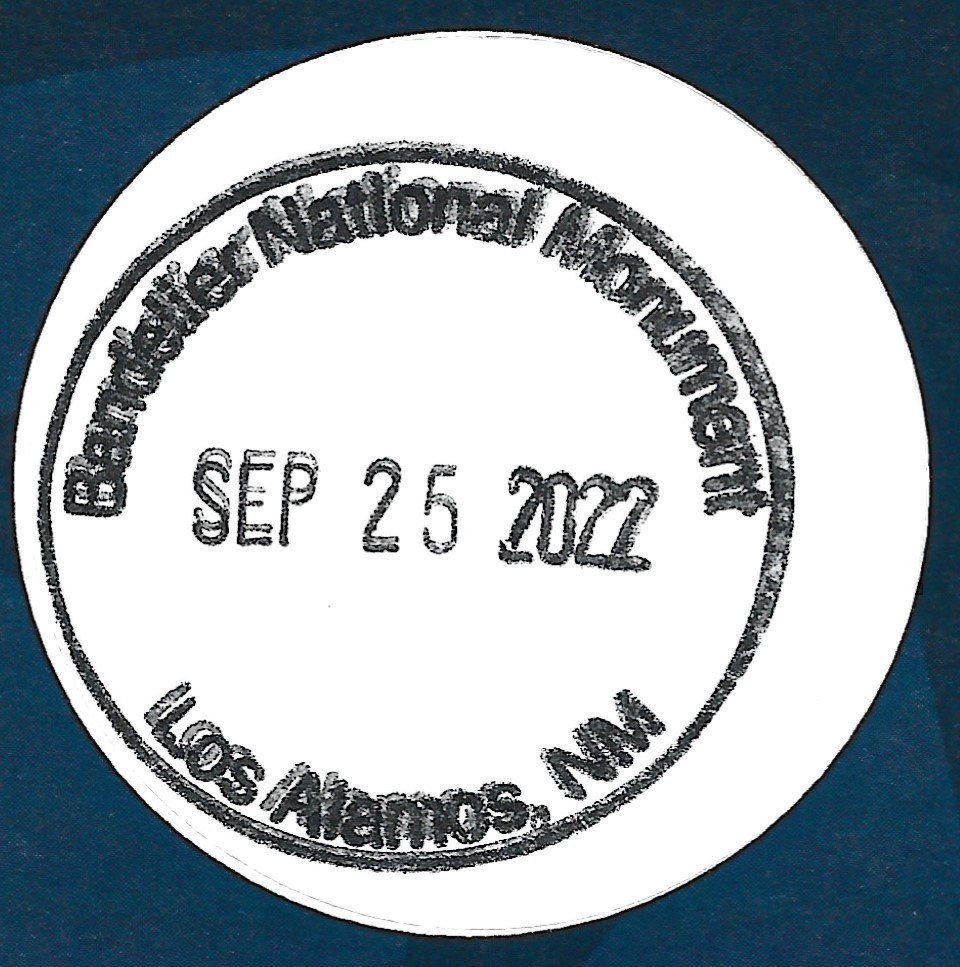 Bandelier National Monument
SEP 25 2022
Los Alamos, NM